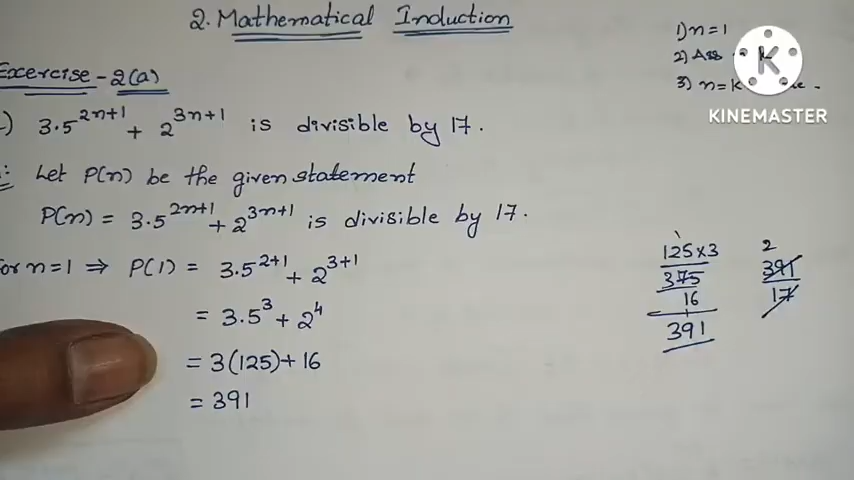 2. Mathematical Induction
1) n=1
2) Ass
3) n=K
KINEMASTER
Excercise-2(a)
3·5^{2n+1} + 2^{3n+1} is divisible by 17.
Let P(n) be the given statement
P(n) = 3·5^{2n+1} + 2^{3n+1} is divisible by 17.
For n=1 ⇒ P(1) = 3·5^{2+1} + 2^{3+1}
= 3·5^3 + 2^4
= 3(125)+16
= 391
125×3
375
16
391
2
391
17